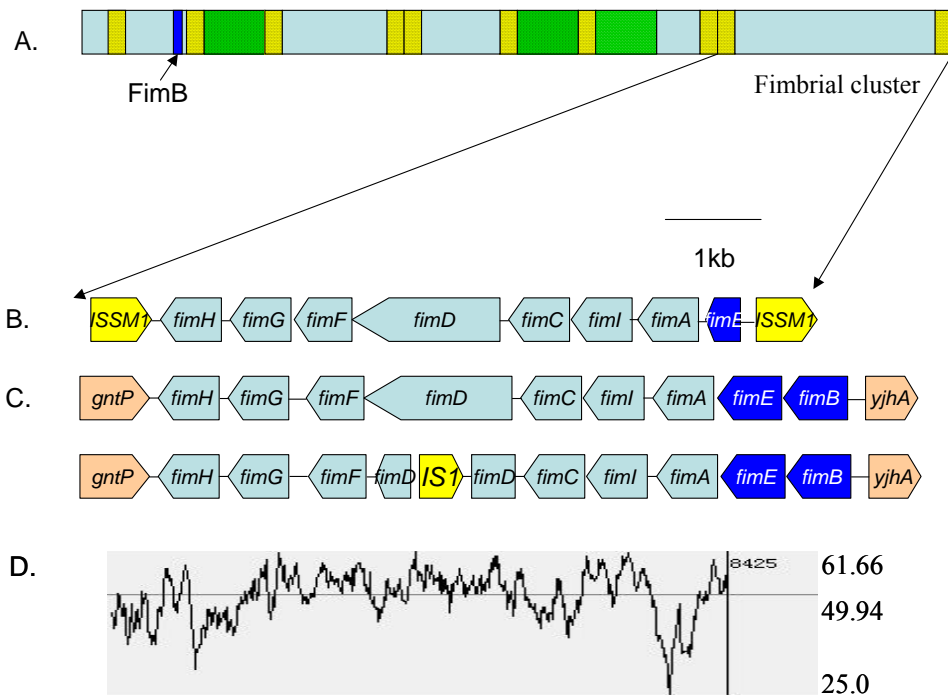 A.
FimB
Fimbrial cluster
1kb
B. ISSM1 fimH fimG fimF fimD fimC fimI fimA fimE ISSM1
C. gntP fimH fimG fimF fimD fimC fimI fimA fimE fimB yjhA
gntP fimH fimG fimF fimD IS1 fimD fimC fimI fimA fimE fimB yjhA
D. 8425 61.66
49.94
25.0